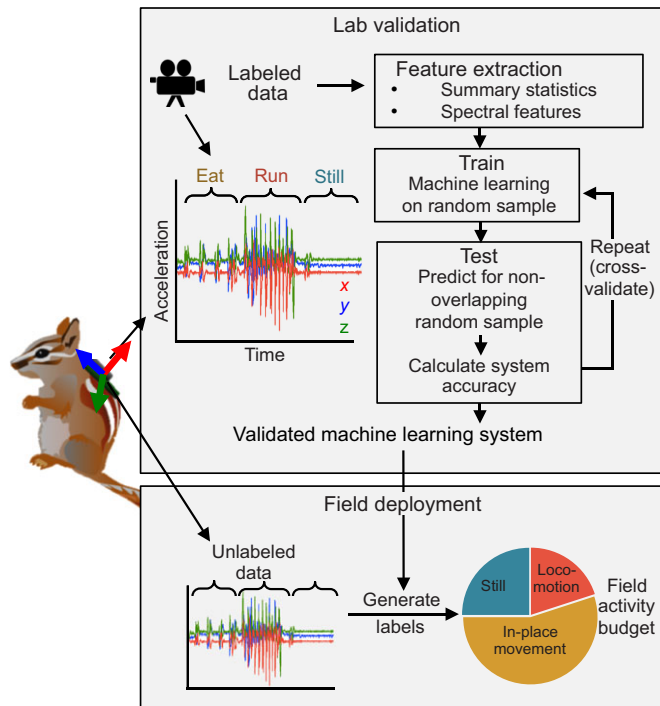 Lab validation
Labeled
data
Feature extraction
• Summary statistics
• Spectral features
Train
Machine learning
on random sample
Test
Predict for non-
overlapping
random sample
Calculate system
accuracy
Repeat
(cross-
validate)
Eat Run Still
Acceleration
x
y
z
Time
Validated machine learning system
Field deployment
Unlabeled
data
Generate
labels
Still
Loco-
motion
In-place
movement
Field
activity
budget